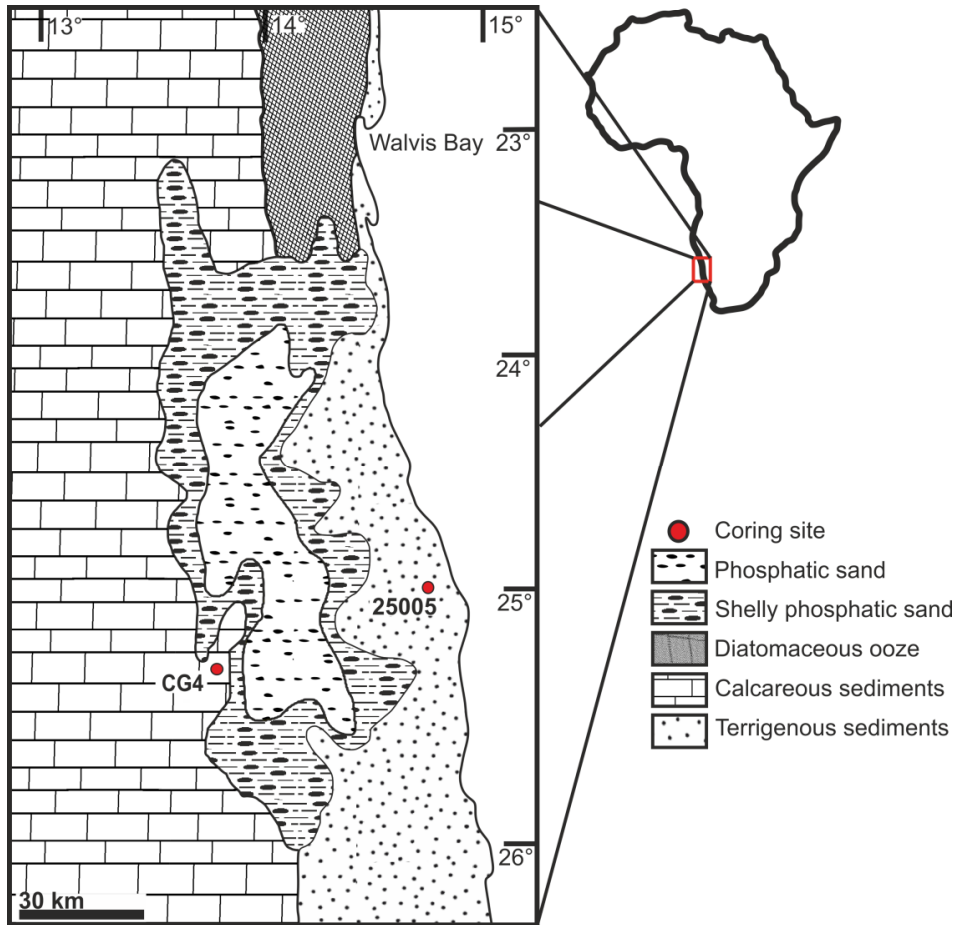 13°
14°
15°
Walvis Bay 23°
24°
25°
25005
CG4
26°
30 km
Coring site
Phosphatic sand
Shelly phosphatic sand
Diatomaceous ooze
Calcareous sediments
Terrigenous sediments